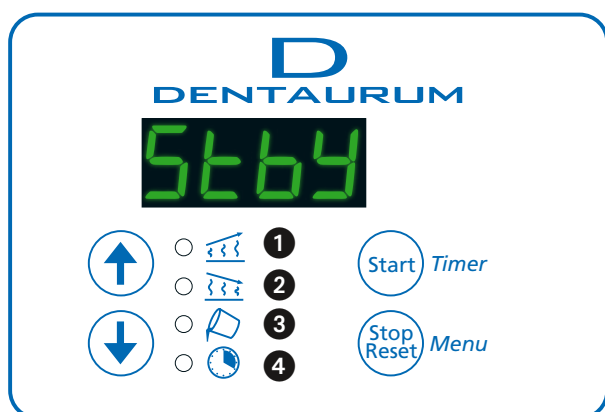 D
DENTAURUM
Stby
1
Start Timer
2
3
Stop
Reset Menu
4